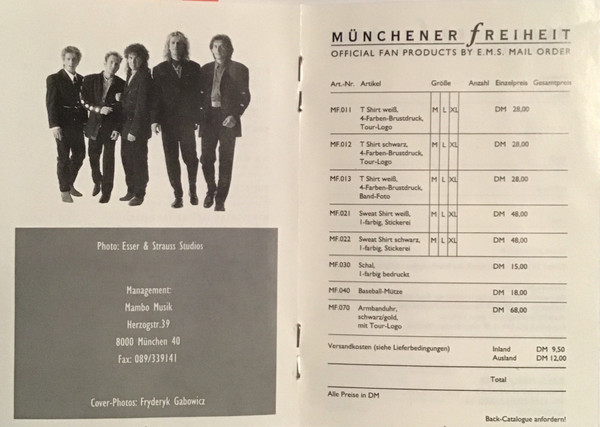 Photo: Esser & Strauss Studios
Management:
Mambo Musik
Herzogstr.39
8000 München 40
Fax: 089/339141
Cover-Photos: Fryderyk Gabowicz
MÜNCHENER fREIHEIT
OFFICIAL FAN PRODUCTS BY E.M.S. MAIL ORDER
Art.-Nr. Artikel Größe Anzahl Einzelpreis Gesamtpreis
MF.011 T Shirt weiß, M L XL DM 28,00
4-Farben-Brustdruck,
Tour-Logo
MF.012 T Shirt schwarz, M L XL DM 28,00
4-Farben-Brustdruck,
Tour-Logo
MF.013 T Shirt weiß, M L XL DM 28,00
4-Farben-Brustdruck,
Band-Foto
MF.021 Sweat Shirt weiß, M L XL DM 48,00
1-farbig, Stickerei
MF.022 Sweat Shirt schwarz, M L XL DM 48,00
1-farbig, Stickerei
MF.030 Schal, DM 15,00
1-farbig bedruckt
MF.040 Baseball-Mütze DM 18,00
MF.070 Armbanduhr, DM 68,00
schwarz/gold,
mit Tour-Logo
Versandkosten (siehe Lieferbedingungen) Inland DM 9,50
Ausland DM 12,00
Total
Alle Preise in DM
Back-Catalogue anfordern!